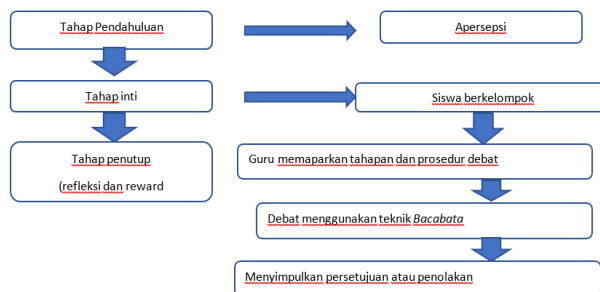 Tahap Pendahuluan
Apersepsi
Tahap inti
Siswa berkelompok
Tahap penutup
(refleksi dan reward
Guru memaparkan tahapan dan prosedur debat
Debat menggunakan teknik Bacabata
Menyimpulkan persetujuan atau penolakan